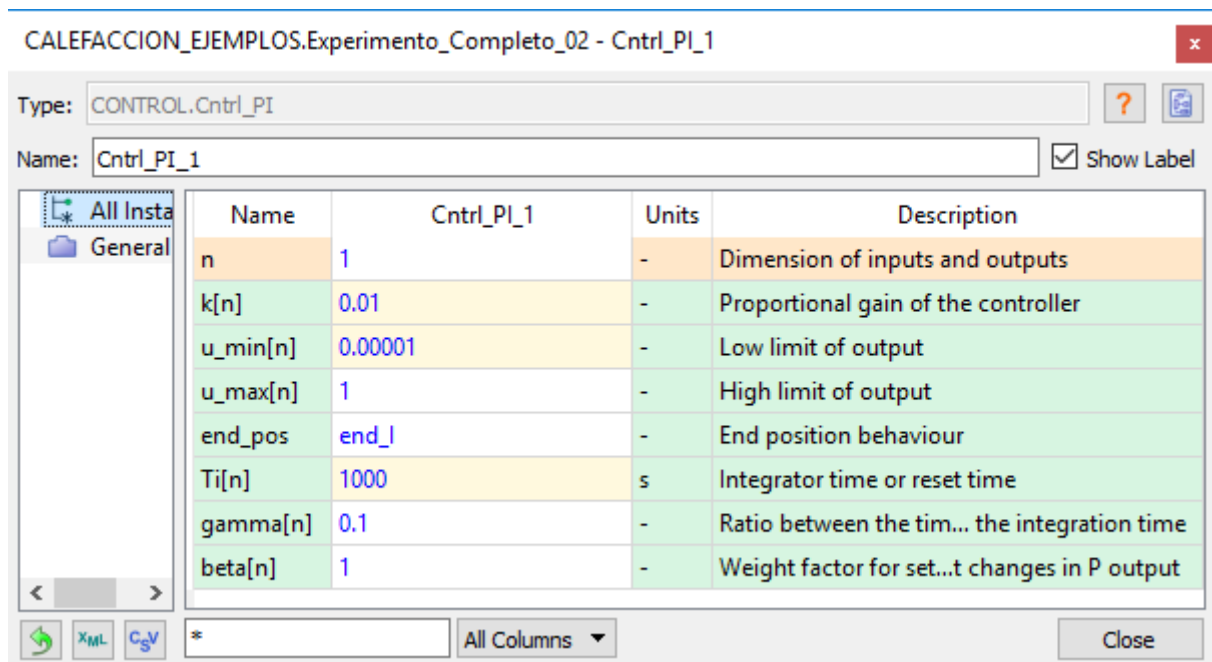 CALEFACCION_EJEMPLOS.Experimento_Completo_02 - Cntrl_PI_1 x
Type: CONTROL.Cntrl_PI ?
Name: Cntrl_PI_1 Show Label
All Insta
General
Name Cntrl_PI_1 Units Description
n 1 - Dimension of inputs and outputs
k[n] 0.01 - Proportional gain of the controller
u_min[n] 0.00001 - Low limit of output
u_max[n] 1 - High limit of output
end_pos end_l - End position behaviour
Ti[n] 1000 s Integrator time or reset time
gamma[n] 0.1 - Ratio between the tim... the integration time
beta[n] 1 - Weight factor for set...t changes in P output
XML CSV * All Columns Close